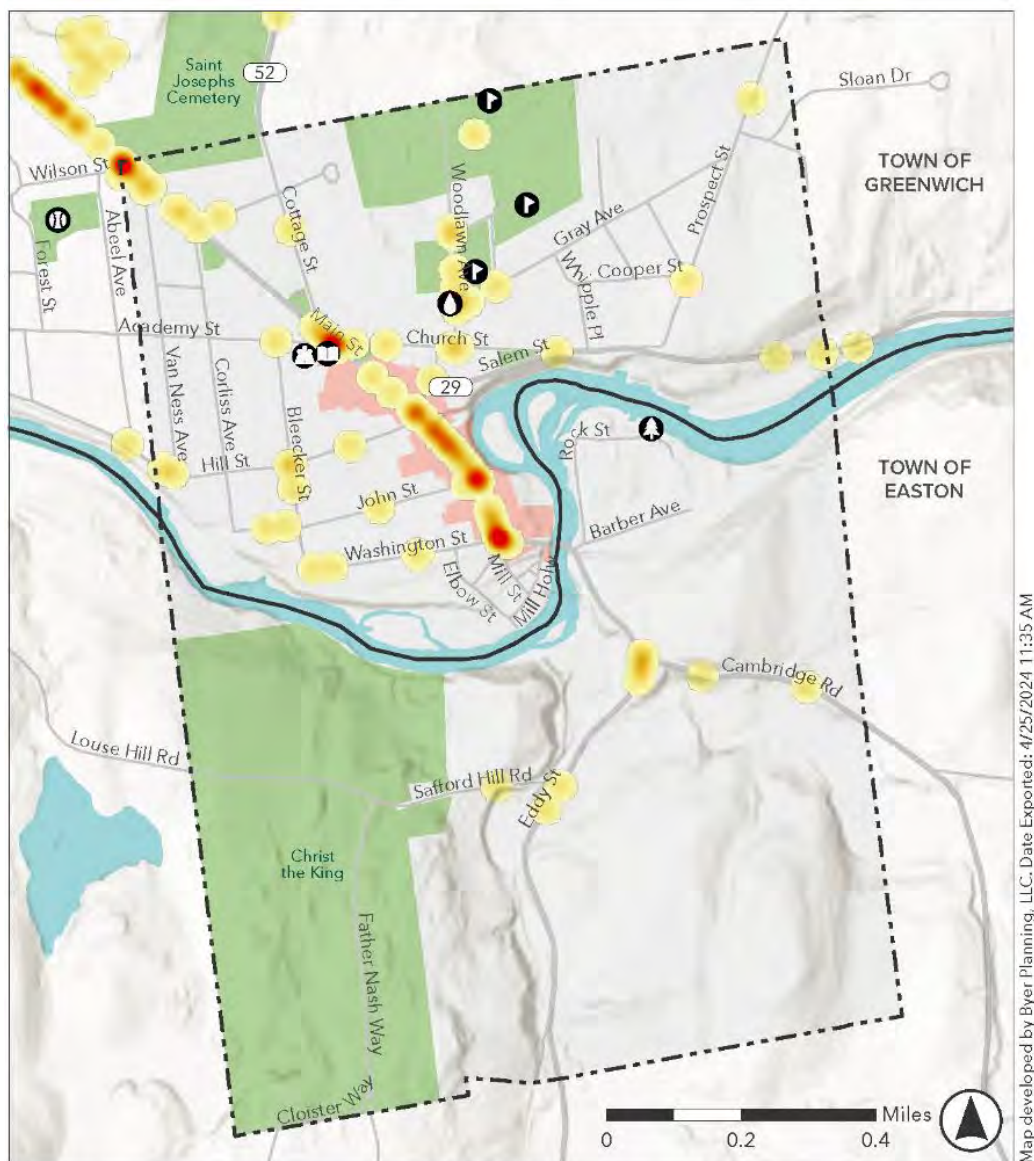 Saint
Josephs
Cemetery
52
Sloan Dr
Wilson St
TOWN OF
GREENWICH
Abeel Ave
Forest St
Cottage St
Woodlawn Ave
Gray Ave
Prospect St
Whipple Pl
Cooper St
Academy St
Main St
Church St
Salem St
Van Ness Ave
Corliss Ave
29
Bleecker St
Rock St
Hill St
TOWN OF
EASTON
John St
Barber Ave
Washington St
Elbow St
Mill St
Mill Holw
Cambridge Rd
Louse Hill Rd
Safford Hill Rd
Eddy St
Christ
the King
Father Nash Way
Cloister Way
Miles
0 0.2 0.4
Map developed by Byer Planning, LLC. Date Exported: 4/25/2024 11:35 AM